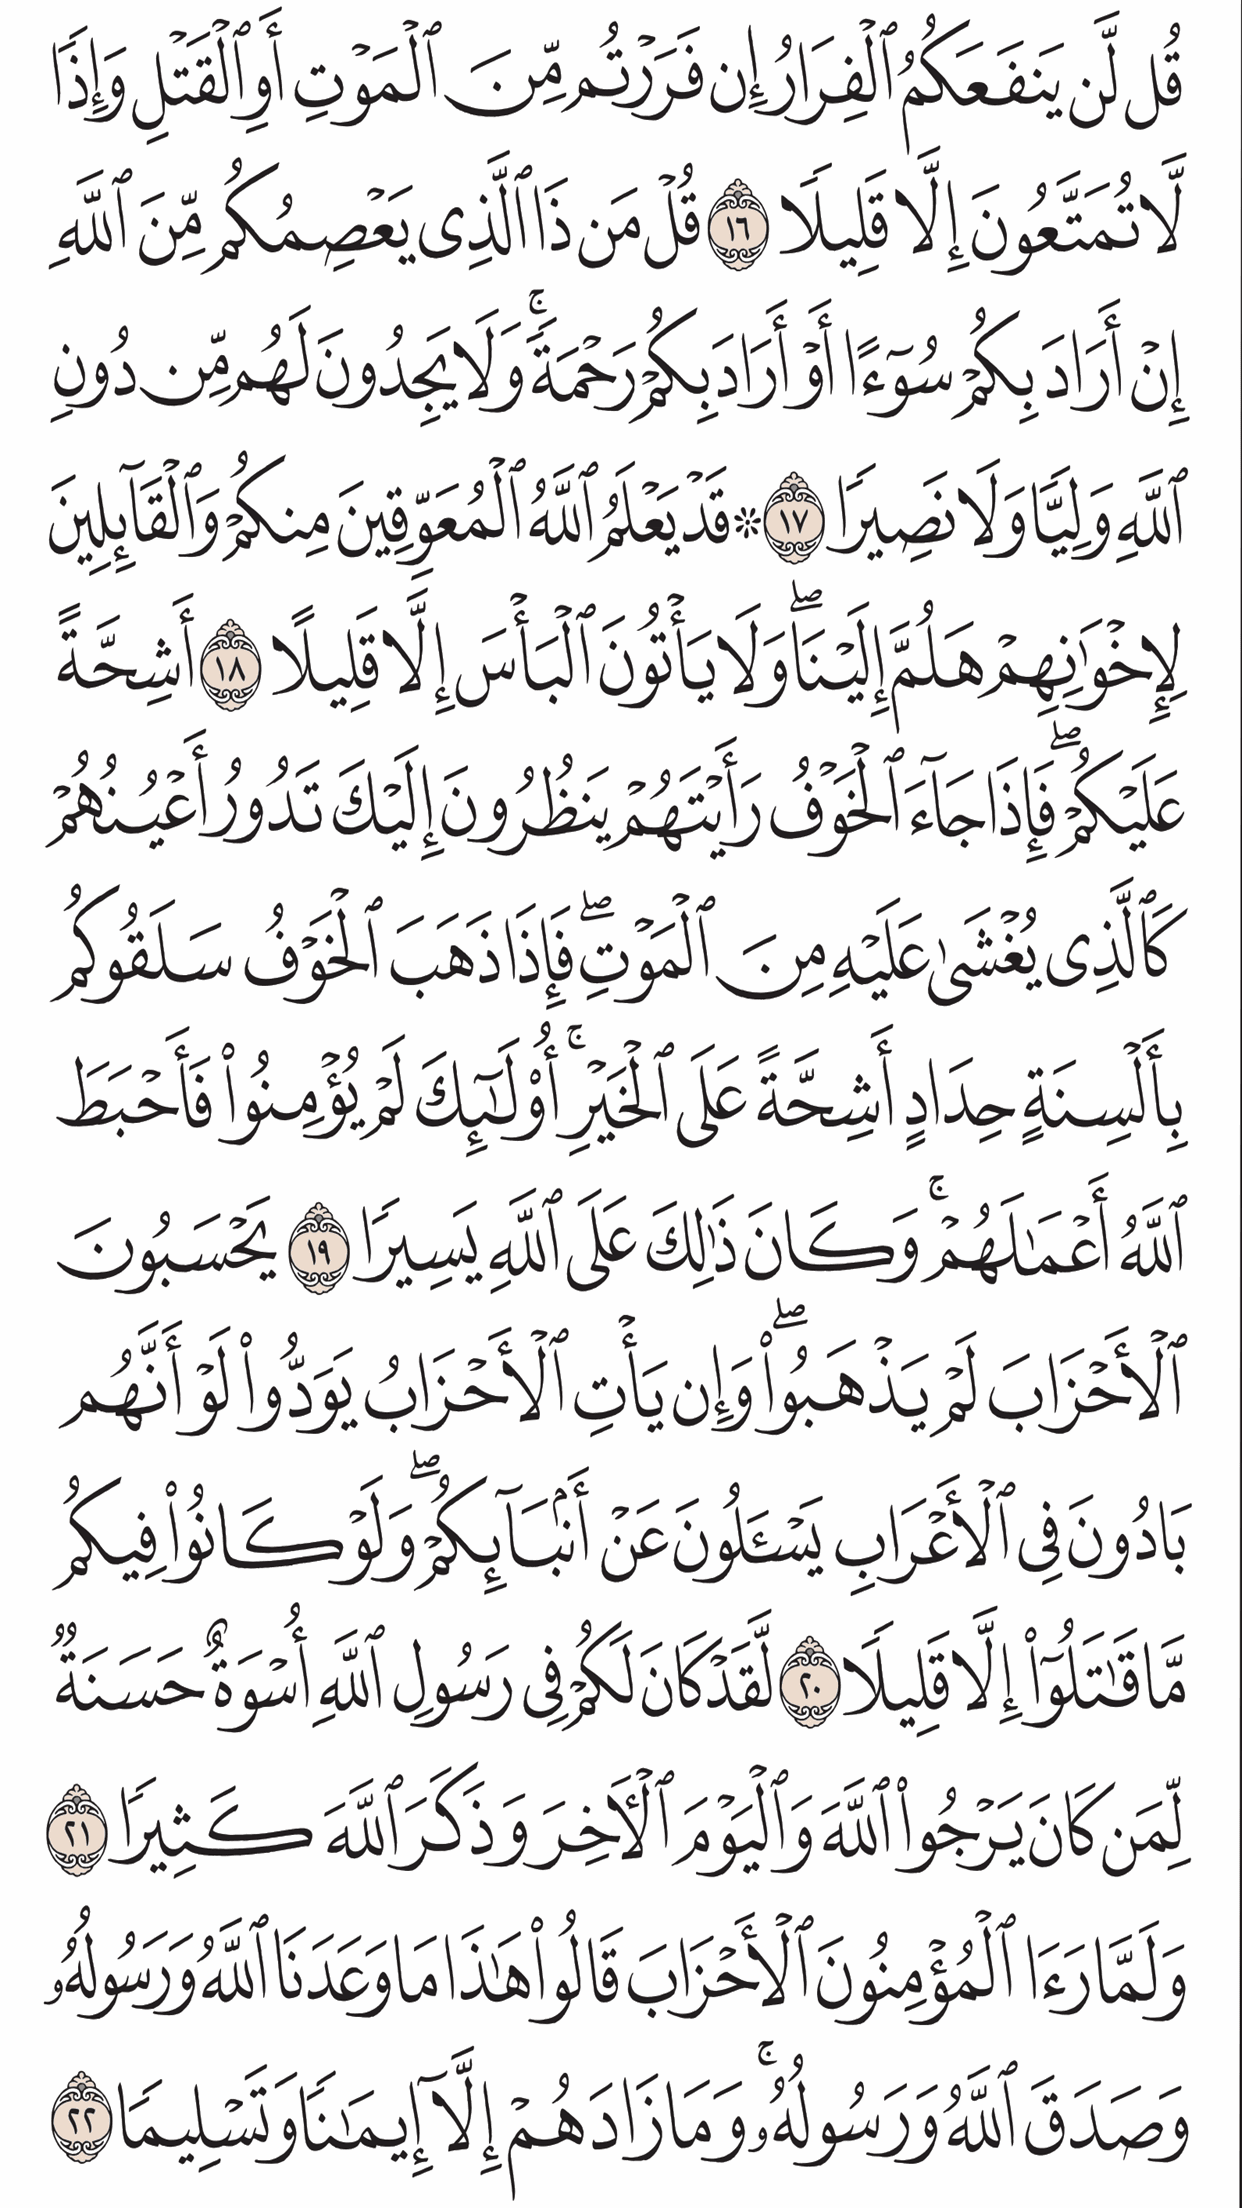 قُل لَّن يَنفَعَكُمُ ٱلْفِرَارُ إِن فَرَرْتُم مِّنَ ٱلْمَوْتِ أَوِ ٱلْقَتْلِ وَإِذًا
لَّا تُمَتَّعُونَ إِلَّا قَلِيلًا ١٦ قُلْ مَن ذَا ٱلَّذِى يَعْصِمُكُم مِّنَ ٱللَّهِ
إِنْ أَرَادَ بِكُمْ سُوٓءًا أَوْ أَرَادَ بِكُمْ رَحْمَةً ۚ وَلَا يَجِدُونَ لَهُم مِّن دُونِ
ٱللَّهِ وَلِيًّا وَلَا نَصِيرًا ١٧ ۞ قَدْ يَعْلَمُ ٱللَّهُ ٱلْمُعَوِّقِينَ مِنكُمْ وَٱلْقَآئِلِينَ
لِإِخْوَٰنِهِمْ هَلُمَّ إِلَيْنَا ۖ وَلَا يَأْتُونَ ٱلْبَأْسَ إِلَّا قَلِيلًا ١٨ أَشِحَّةً
عَلَيْكُمْ ۖ فَإِذَا جَآءَ ٱلْخَوْفُ رَأَيْتَهُمْ يَنظُرُونَ إِلَيْكَ تَدُورُ أَعْيُنُهُمْ
كَٱلَّذِى يُغْشَىٰ عَلَيْهِ مِنَ ٱلْمَوْتِ ۖ فَإِذَا ذَهَبَ ٱلْخَوْفُ سَلَقُوكُم
بِأَلْسِنَةٍ حِدَادٍ أَشِحَّةً عَلَى ٱلْخَيْرِ ۚ أُو۟لَٰٓئِكَ لَمْ يُؤْمِنُوا۟ فَأَحْبَطَ
ٱللَّهُ أَعْمَٰلَهُمْ ۚ وَكَانَ ذَٰلِكَ عَلَى ٱللَّهِ يَسِيرًا ١٩ يَحْسَبُونَ
ٱلْأَحْزَابَ لَمْ يَذْهَبُوا۟ ۖ وَإِن يَأْتِ ٱلْأَحْزَابُ يَوَدُّوا۟ لَوْ أَنَّهُم
بَادُونَ فِى ٱلْأَعْرَابِ يَسْـَٔلُونَ عَنْ أَنۢبَآئِكُمْ ۖ وَلَوْ كَانُوا۟ فِيكُم
مَّا قَٰتَلُوٓا۟ إِلَّا قَلِيلًا ٢٠ لَّقَدْ كَانَ لَكُمْ فِى رَسُولِ ٱللَّهِ أُسْوَةٌ حَسَنَةٌ
لِّمَن كَانَ يَرْجُوا۟ ٱللَّهَ وَٱلْيَوْمَ ٱلْـَٔاخِرَ وَذَكَرَ ٱللَّهَ كَثِيرًا ٢١
وَلَمَّا رَءَا ٱلْمُؤْمِنُونَ ٱلْأَحْزَابَ قَالُوا۟ هَٰذَا مَا وَعَدَنَا ٱللَّهُ وَرَسُولُهُۥ
وَصَدَقَ ٱللَّهُ وَرَسُولُهُۥ ۚ وَمَا زَادَهُمْ إِلَّآ إِيمَٰنًا وَتَسْلِيمًا ٢٢